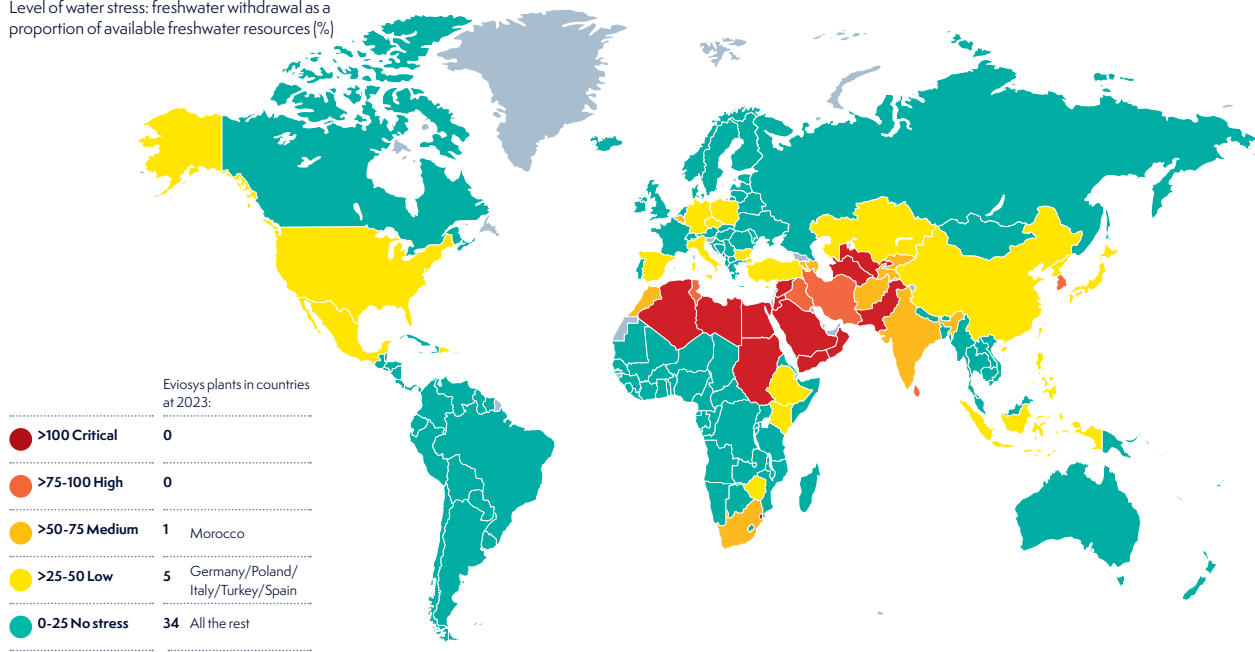 Level of water stress: freshwater withdrawal as a
proportion of available freshwater resources (%)
Eviosys plants in countries
at 2023:
>100 Critical 0
>75-100 High 0
>50-75 Medium 1 Morocco
>25-50 Low 5 Germany/Poland/
Italy/Turkey/Spain
0-25 No stress 34 All the rest